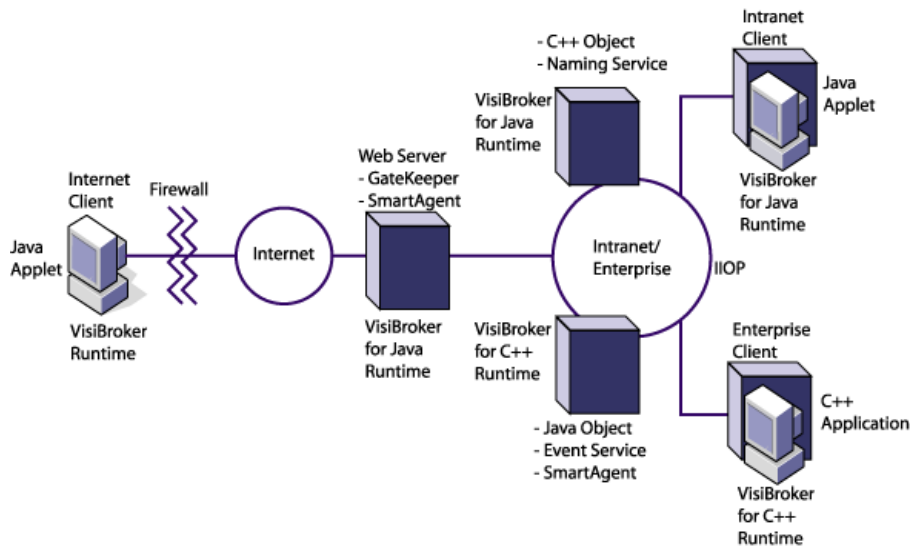 Intranet
Client
- C++ Object
- Naming Service
Java
Applet
VisiBroker
for Java
Runtime
Web Server
- GateKeeper
- SmartAgent
Internet
Client
Firewall
VisiBroker
for Java
Runtime
Java
Applet
Internet
Intranet/
Enterprise
IIOP
VisiBroker
Runtime
VisiBroker
for Java
Runtime
VisiBroker
for C++
Runtime
Enterprise
Client
C++
Application
- Java Object
- Event Service
- SmartAgent
VisiBroker
for C++
Runtime